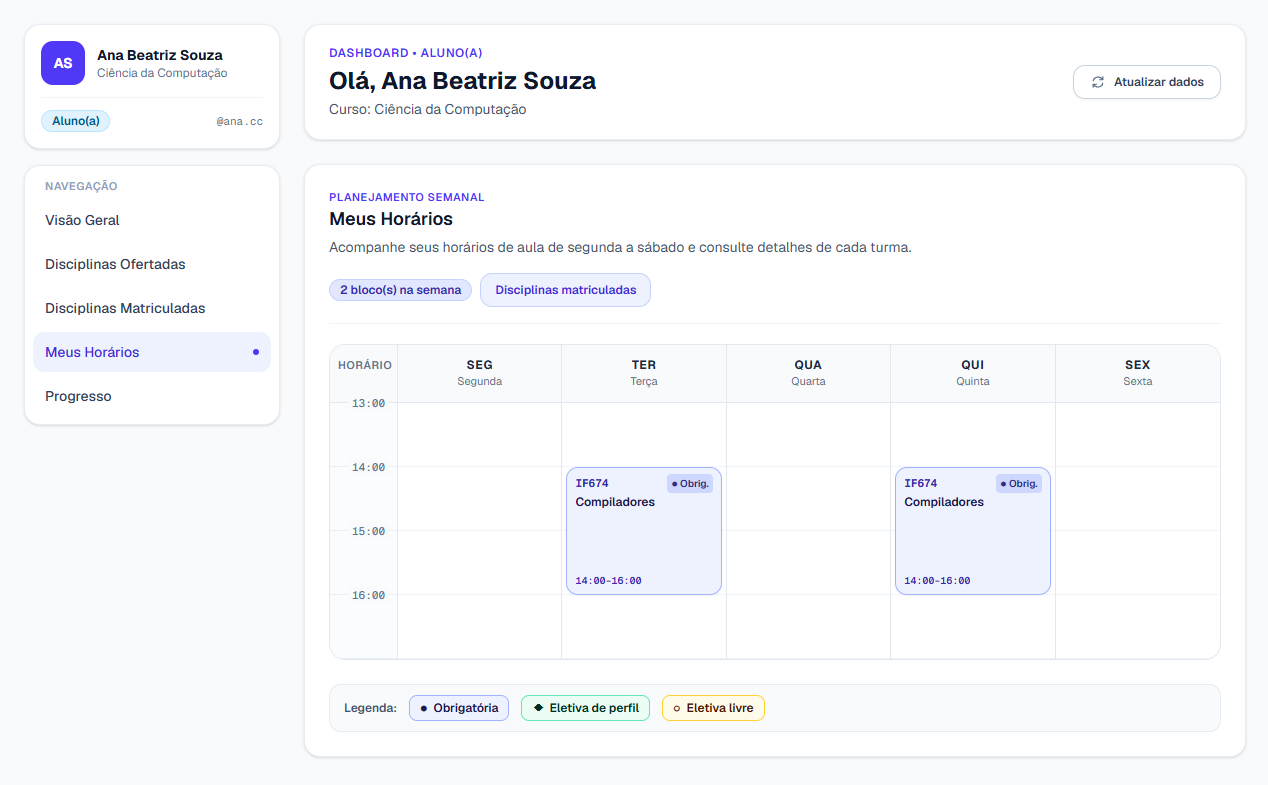 AS
Ana Beatriz Souza
Ciência da Computação
Aluno(a)
@ana.cc
NAVEGAÇÃO
Visão Geral
Disciplinas Ofertadas
Disciplinas Matriculadas
Meus Horários
Progresso
DASHBOARD • ALUNO(A)
Olá, Ana Beatriz Souza
Curso: Ciência da Computação
Atualizar dados
PLANEJAMENTO SEMANAL
Meus Horários
Acompanhe seus horários de aula de segunda a sábado e consulte detalhes de cada turma.
2 bloco(s) na semana
Disciplinas matriculadas
HORÁRIO
SEG
Segunda
TER
Terça
QUA
Quarta
QUI
Quinta
SEX
Sexta
13:00
14:00
15:00
16:00
IF674
● Obrig.
Compiladores
14:00–16:00
IF674
● Obrig.
Compiladores
14:00–16:00
Legenda:
● Obrigatória
◆ Eletiva de perfil
○ Eletiva livre